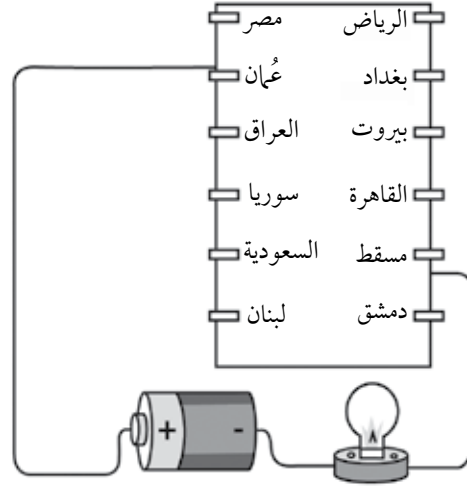 الرياض مصر
بغداد عُمان
بيروت العراق
القاهرة سوريا
مسقط السعودية
دمشق لبنان
+ -